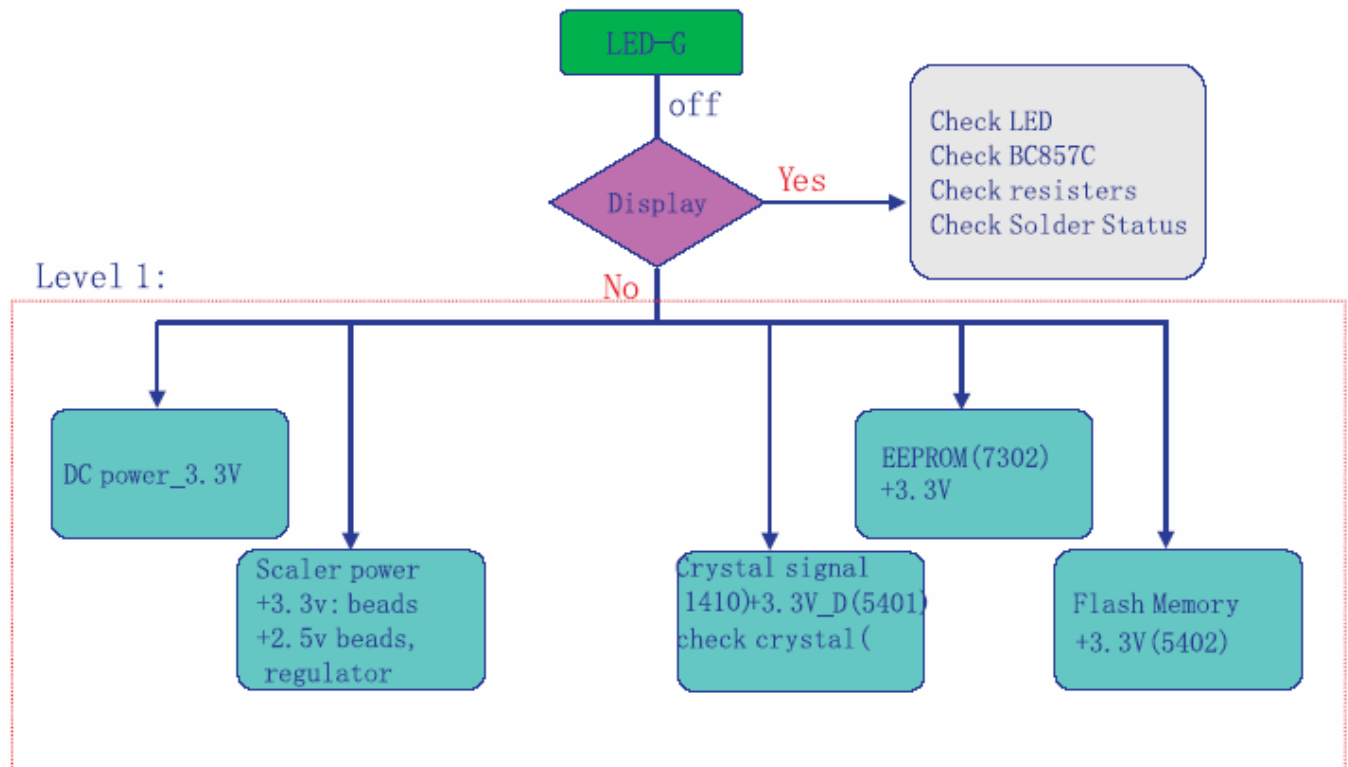 LED-G
off
Display
Yes
Check LED
Check BC857C
Check resisters
Check Solder Status
Level 1:
No
DC power_3.3V
Scaler power
+3.3v: beads
+2.5v beads,
regulator
Crystal signal
1410)+3.3V_D(5401)
check crystal(
EEPROM(7302)
+3.3V
Flash Memory
+3.3V(5402)